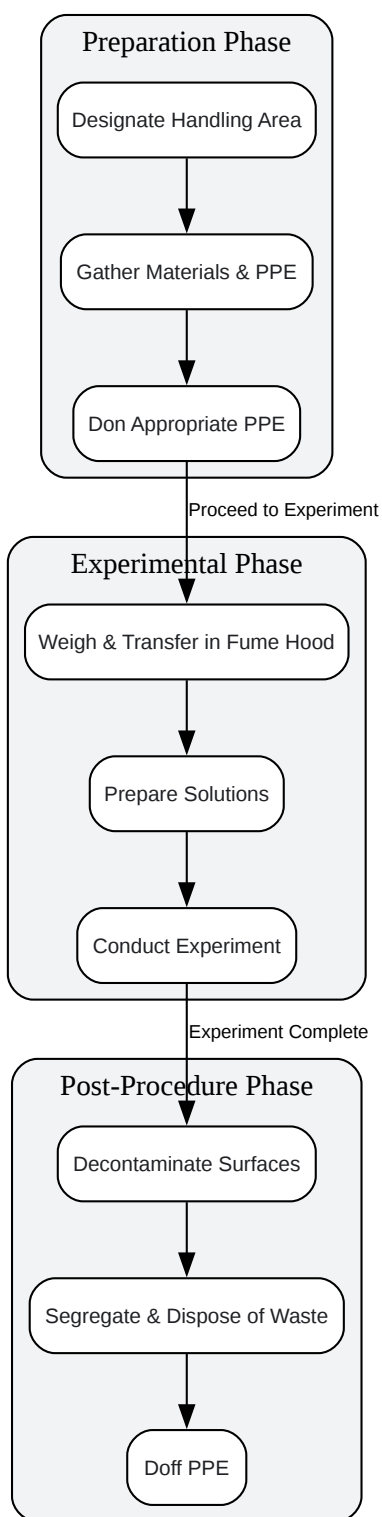 Preparation Phase
Designate Handling Area
Gather Materials & PPE
Don Appropriate PPE
Proceed to Experiment
Experimental Phase
Weigh & Transfer in Fume Hood
Prepare Solutions
Conduct Experiment
Experiment Complete
Post-Procedure Phase
Decontaminate Surfaces
Segregate & Dispose of Waste
Doff PPE